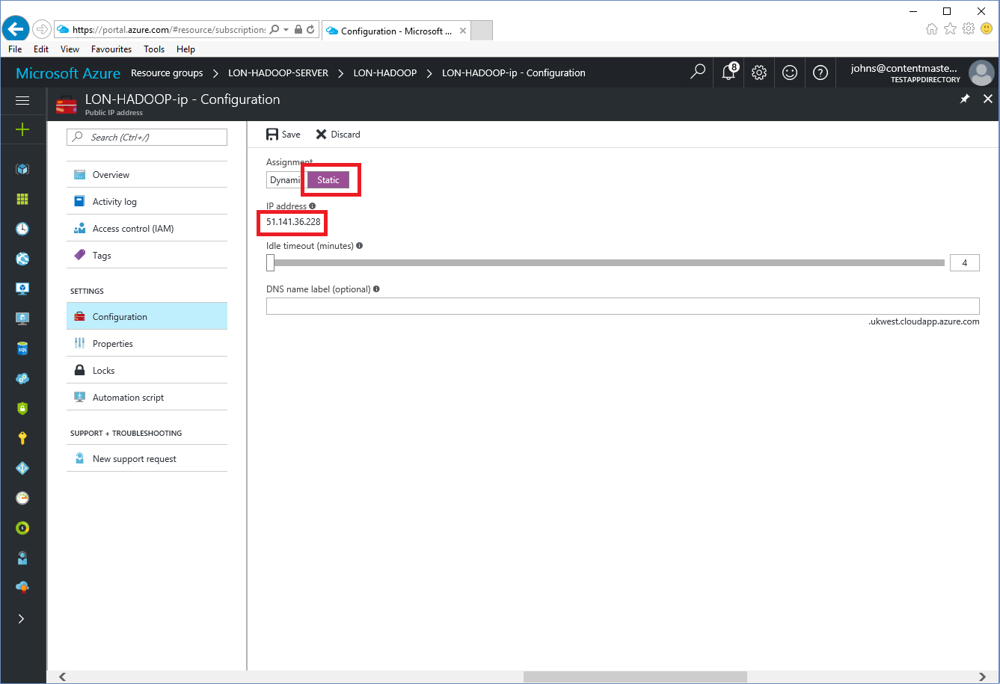 https://portal.azure.com/#resource/subscriptions
Configuration - Microsoft ...
File Edit View Favourites Tools Help
Microsoft Azure Resource groups LON-HADOOP-SERVER LON-HADOOP LON-HADOOP-ip - Configuration
8
johns@contentmaste...
TESTAPPDIRECTORY
LON-HADOOP-ip - Configuration
Public IP address
Search (Ctrl+/)
Overview
Activity log
Access control (IAM)
Tags
SETTINGS
Configuration
Properties
Locks
Automation script
SUPPORT + TROUBLESHOOTING
New support request
Save Discard
Assignment
Dynami Static
IP address
51.141.36.228
Idle timeout (minutes)
4
DNS name label (optional)
.ukwest.cloudapp.azure.com
SQL